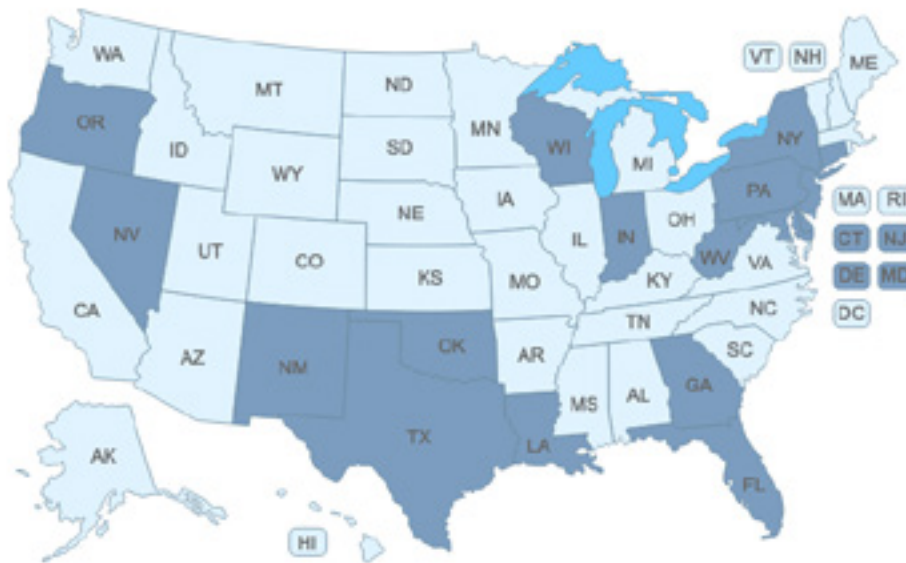 WA
MT
ND
MN
VT NH
ME
OR
ID
WY
SD
WI
MI
NY
NV
UT
CO
NE
IA
IL
IN
OH
PA
MA RI
CA
KS
MO
KY
WV
VA
CT NJ
DE MD
DC
AZ
NM
OK
AR
TN
NC
SC
TX
LA
MS
AL
GA
FL
AK
HI